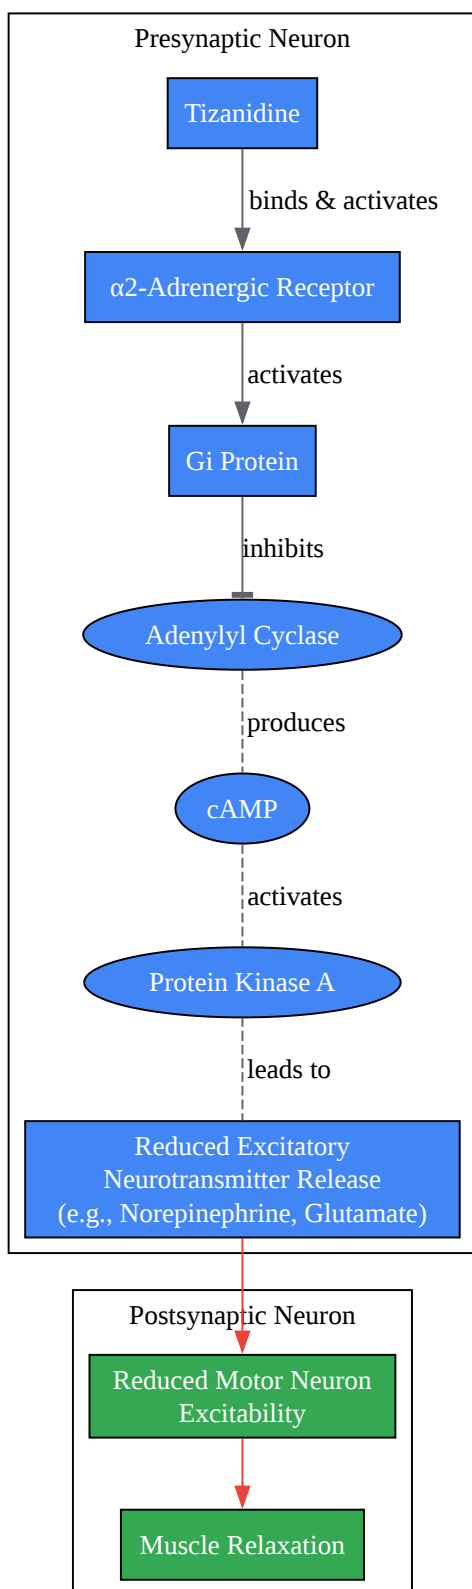 Presynaptic Neuron
Tizanidine
binds & activates
α2-Adrenergic Receptor
activates
Gi Protein
inhibits
Adenylyl Cyclase
produces
cAMP
activates
Protein Kinase A
leads to
Reduced Excitatory
Neurotransmitter Release
(e.g., Norepinephrine, Glutamate)
Postsynaptic Neuron
Reduced Motor Neuron
Excitability
Muscle Relaxation